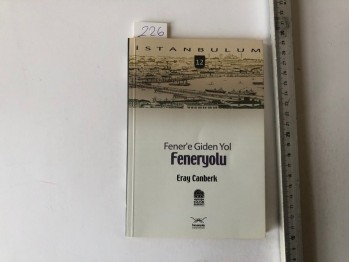 226
İSTANBULUM
12
Fener'e Giden Yol
Feneryolu
Eray Canberk